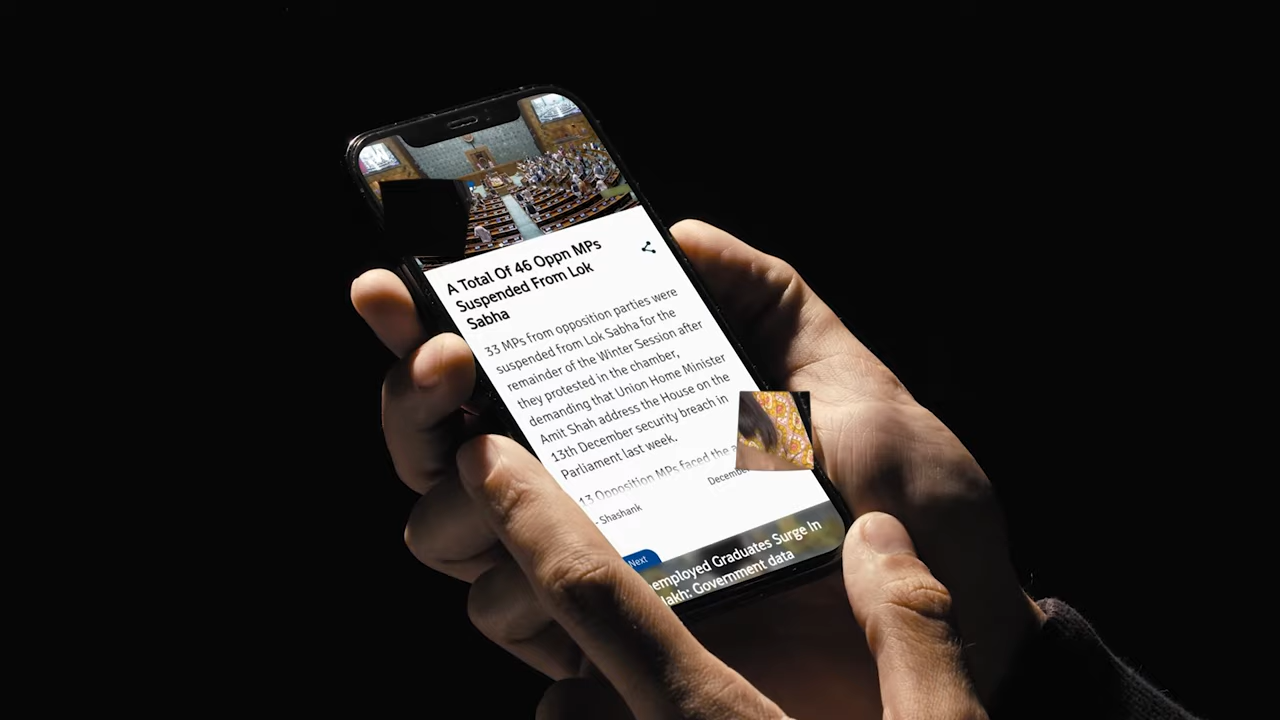 A Total Of 46 Oppn MPs
Suspended From Lok
Sabha
33 MPs from opposition parties were
suspended from Lok Sabha for the
remainder of the Winter Session after
they protested in the chamber,
demanding that Union Home Minister
Amit Shah address the House on the
13th December security breach in
Parliament last week.
13 Opposition MPs faced the
- Shashank
Next
employed Graduates Surge In
lakh: Government data